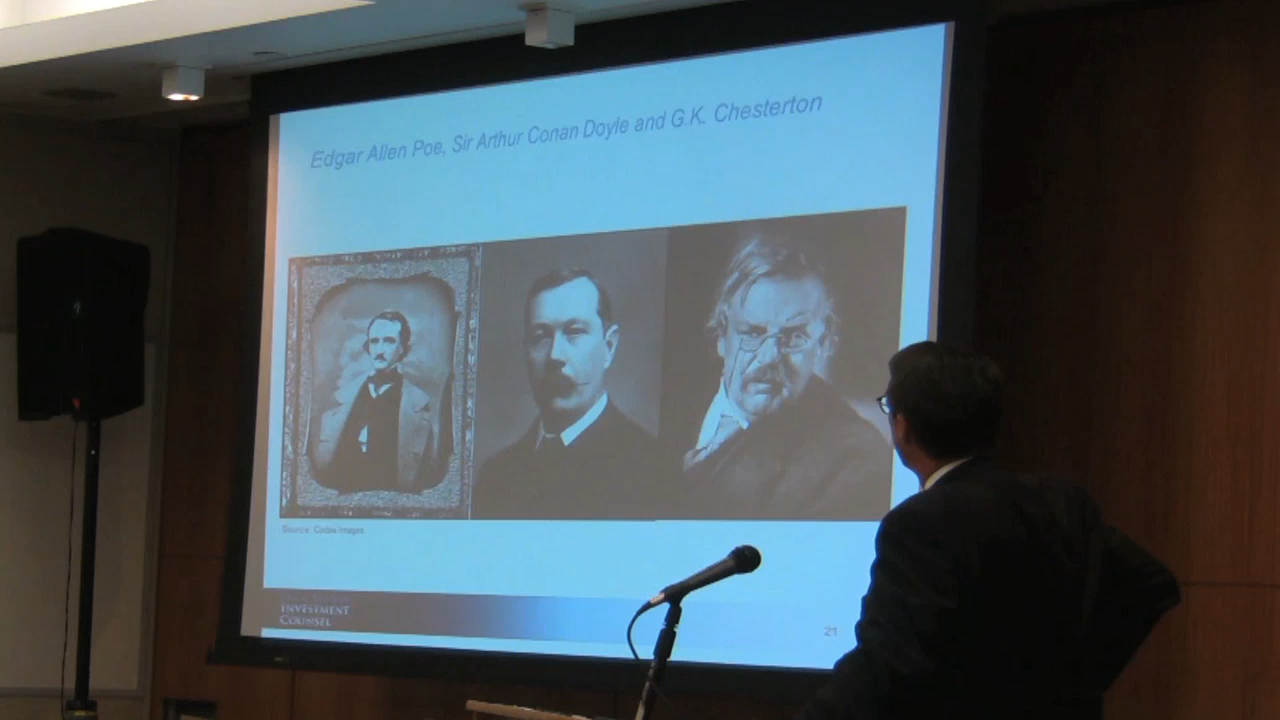 Edgar Allen Poe, Sir Arthur Conan Doyle and G.K. Chesterton
Source: Corbis Images
INVESTMENT
COUNSEL
21